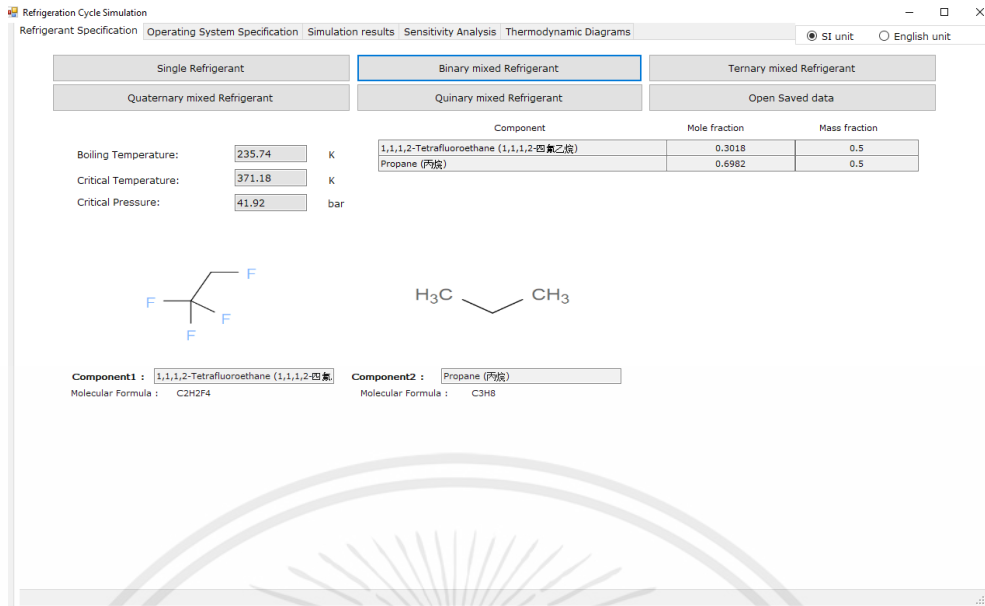 Refrigeration Cycle Simulation
Refrigerant Specification Operating System Specification Simulation results Sensitivity Analysis Thermodynamic Diagrams
SI unit English unit
Single Refrigerant Binary mixed Refrigerant Ternary mixed Refrigerant
Quaternary mixed Refrigerant Quinary mixed Refrigerant Open Saved data
Component Mole fraction Mass fraction
1,1,1,2-Tetrafluoroethane (1,1,1,2-四氟乙烷) 0.3018 0.5
Propane (丙烷) 0.6982 0.5
Boiling Temperature: 235.74 K
Critical Temperature: 371.18 K
Critical Pressure: 41.92 bar
F
F
F
F
H3C CH3
Component1 : 1,1,1,2-Tetrafluoroethane (1,1,1,2-四氟 Component2 : Propane (丙烷)
Molecular Formula : C2H2F4 Molecular Formula : C3H8